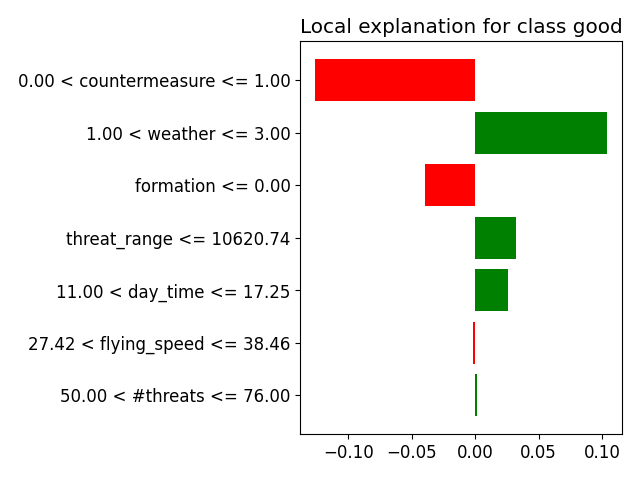 Local explanation for class good
0.00 < countermeasure <= 1.00
1.00 < weather <= 3.00
formation <= 0.00
threat_range <= 10620.74
11.00 < day_time <= 17.25
27.42 < flying_speed <= 38.46
50.00 < #threats <= 76.00
−0.10 −0.05 0.00 0.05 0.10